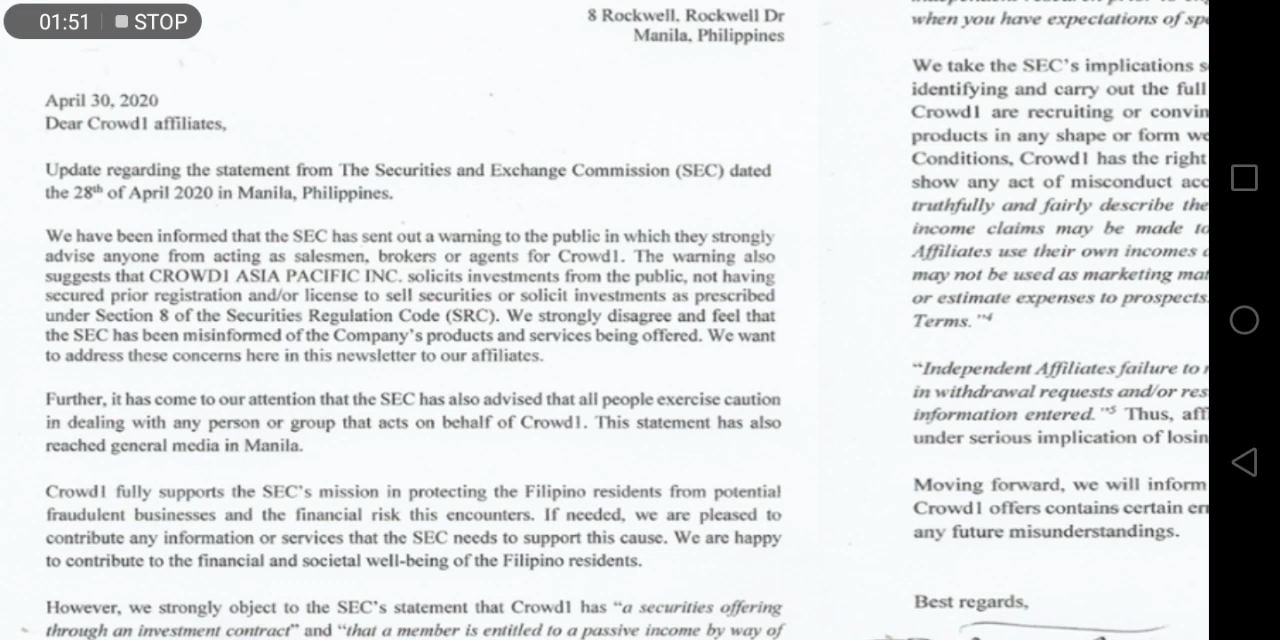 01:51 STOP
8 Rockwell, Rockwell Dr
Manila, Philippines
April 30, 2020
Dear Crowd1 affiliates,
Update regarding the statement from The Securities and Exchange Commission (SEC) dated
the 28th of April 2020 in Manila, Philippines.
We have been informed that the SEC has sent out a warning to the public in which they strongly
advise anyone from acting as salesmen, brokers or agents for Crowd1. The warning also
suggests that CROWD1 ASIA PACIFIC INC. solicits investments from the public, not having
secured prior registration and/or license to sell securities or solicit investments as prescribed
under Section 8 of the Securities Regulation Code (SRC). We strongly disagree and feel that
the SEC has been misinformed of the Company's products and services being offered. We want
to address these concerns here in this newsletter to our affiliates.
Further, it has come to our attention that the SEC has also advised that all people exercise caution
in dealing with any person or group that acts on behalf of Crowd1. This statement has also
reached general media in Manila.
Crowd1 fully supports the SEC's mission in protecting the Filipino residents from potential
fraudulent businesses and the financial risk this encounters. If needed, we are pleased to
contribute any information or services that the SEC needs to support this cause. We are happy
to contribute to the financial and societal well-being of the Filipino residents.
However, we strongly object to the SEC's statement that Crowd1 has "a securities offering
through an investment contract" and "that a member is entitled to a passive income by way of
when you have expectations of sp
We take the SEC's implications s
identifying and carry out the full
Crowd1 are recruiting or convin
products in any shape or form we
Conditions, Crowd1 has the right
show any act of misconduct acc
truthfully and fairly describe the
income claims may be made to
Affiliates use their own incomes
may not be used as marketing mat
or estimate expenses to prospects.
Terms."4
"Independent Affiliates failure to
in withdrawal requests and/or res
information entered."5 Thus, aff
under serious implication of losin
Moving forward, we will inform
Crowd1 offers contains certain en
any future misunderstandings.
Best regards,